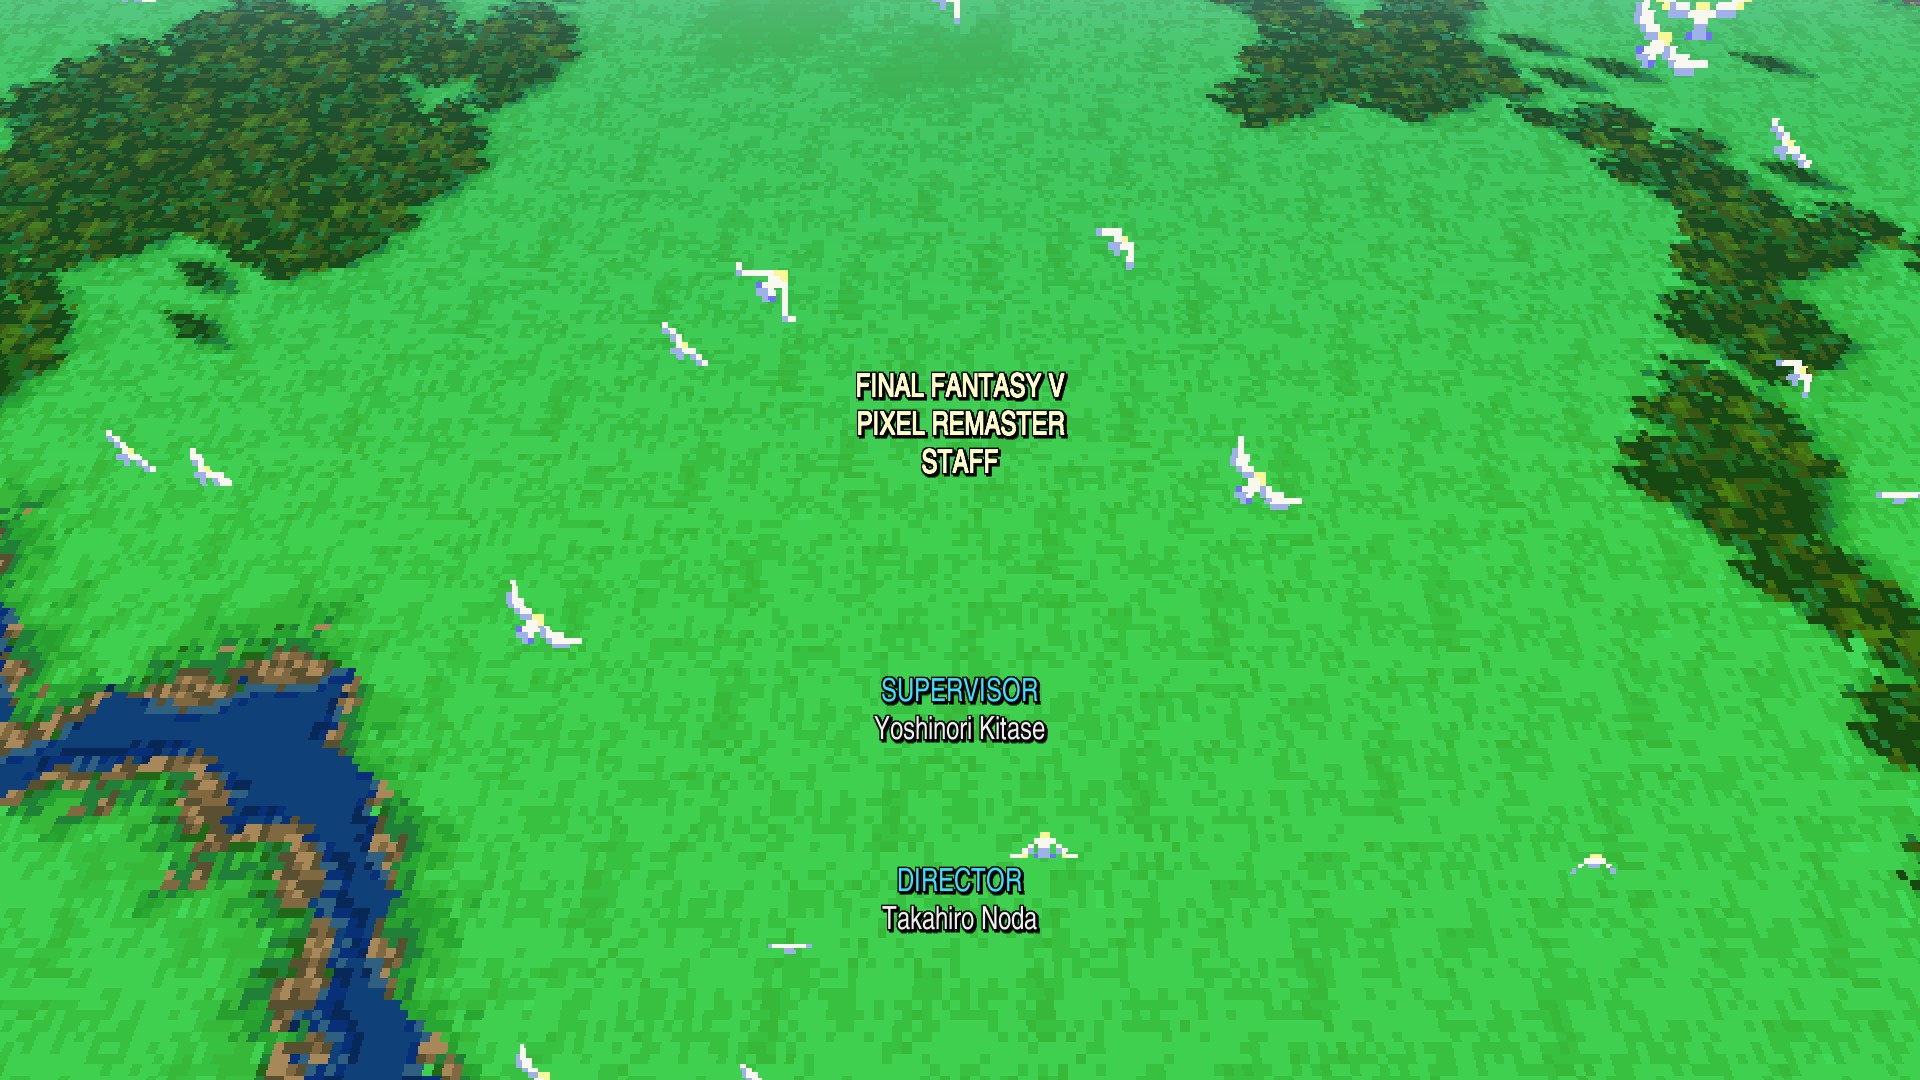 FINAL FANTASY V
PIXEL REMASTER
STAFF
SUPERVISOR
Yoshinori Kitase
DIRECTOR
Takahiro Noda